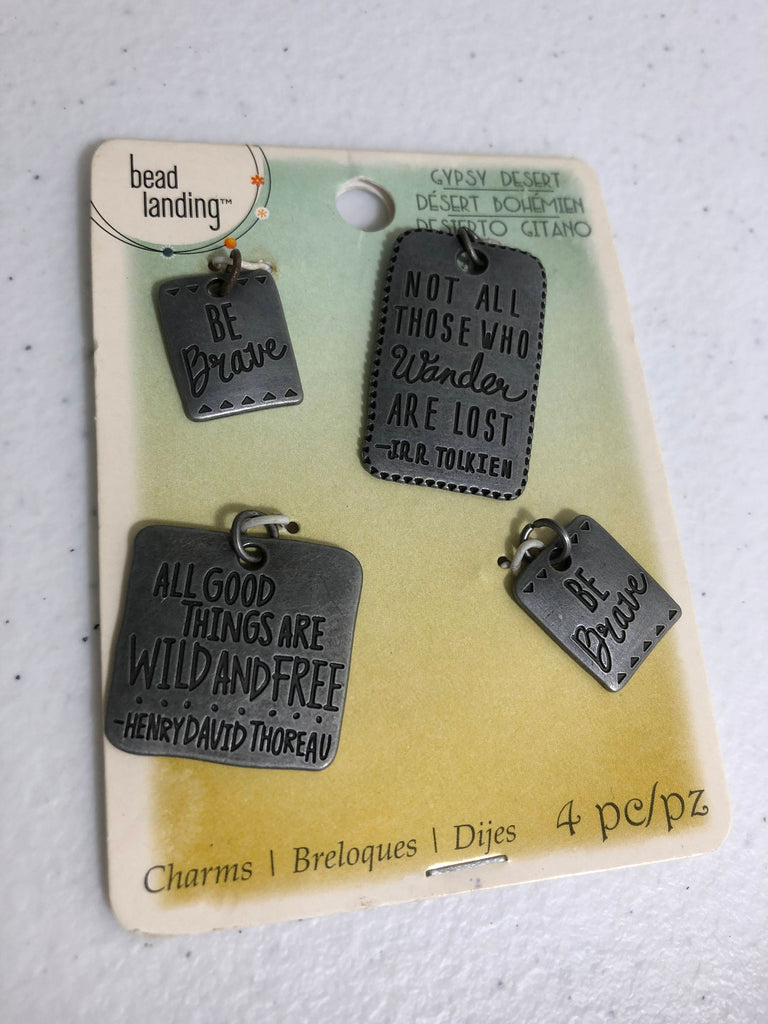 bead
landing™
GYPSY DESERT
DÉSERT BOHÉMIEN
DESIERTO GITANO
BE
Brave
NOT ALL
THOSE WHO
Wander
ARE LOST
-JRR TOLKIEN
ALL GOOD
THINGS ARE
WILD AND FREE
-HENRY DAVID THOREAU
BE
Brave
Charms | Breloques | Dijes
4 pc/pz